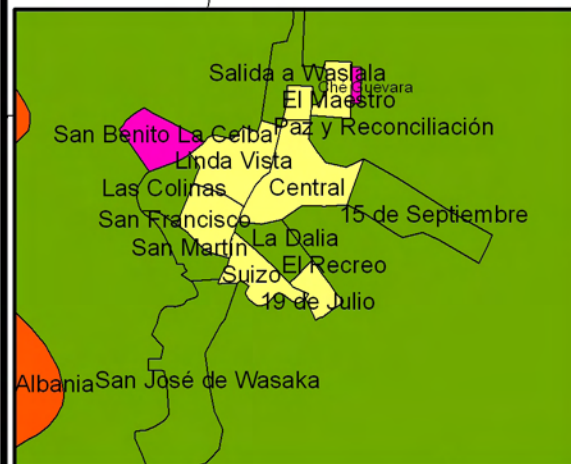 Salida a Waslala
Che Guevara
El Maestro
Paz y Reconciliación
San Benito La Ceiba
Linda Vista
Las Colinas
Central
15 de Septiembre
San Francisco
La Dalia
San Martín
El Recreo
Suizo
19 de Julio
Albania
San José de Wasaka